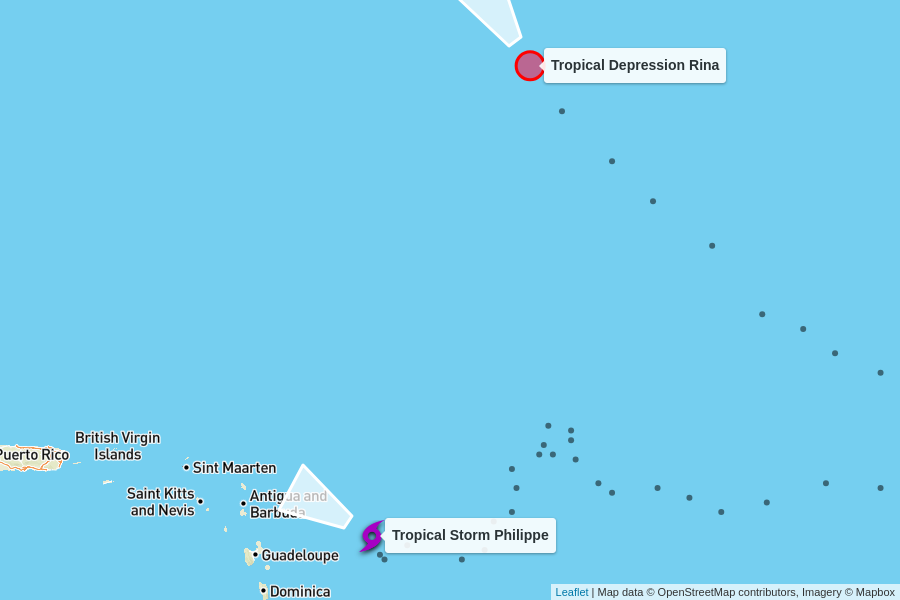 Tropical Depression Rina
British Virgin
Islands
Puerto Rico
Sint Maarten
Saint Kitts
and Nevis
Antigua and
Barbuda
Tropical Storm Philippe
Guadeloupe
Dominica
Leaflet | Map data © OpenStreetMap contributors, Imagery © Mapbox